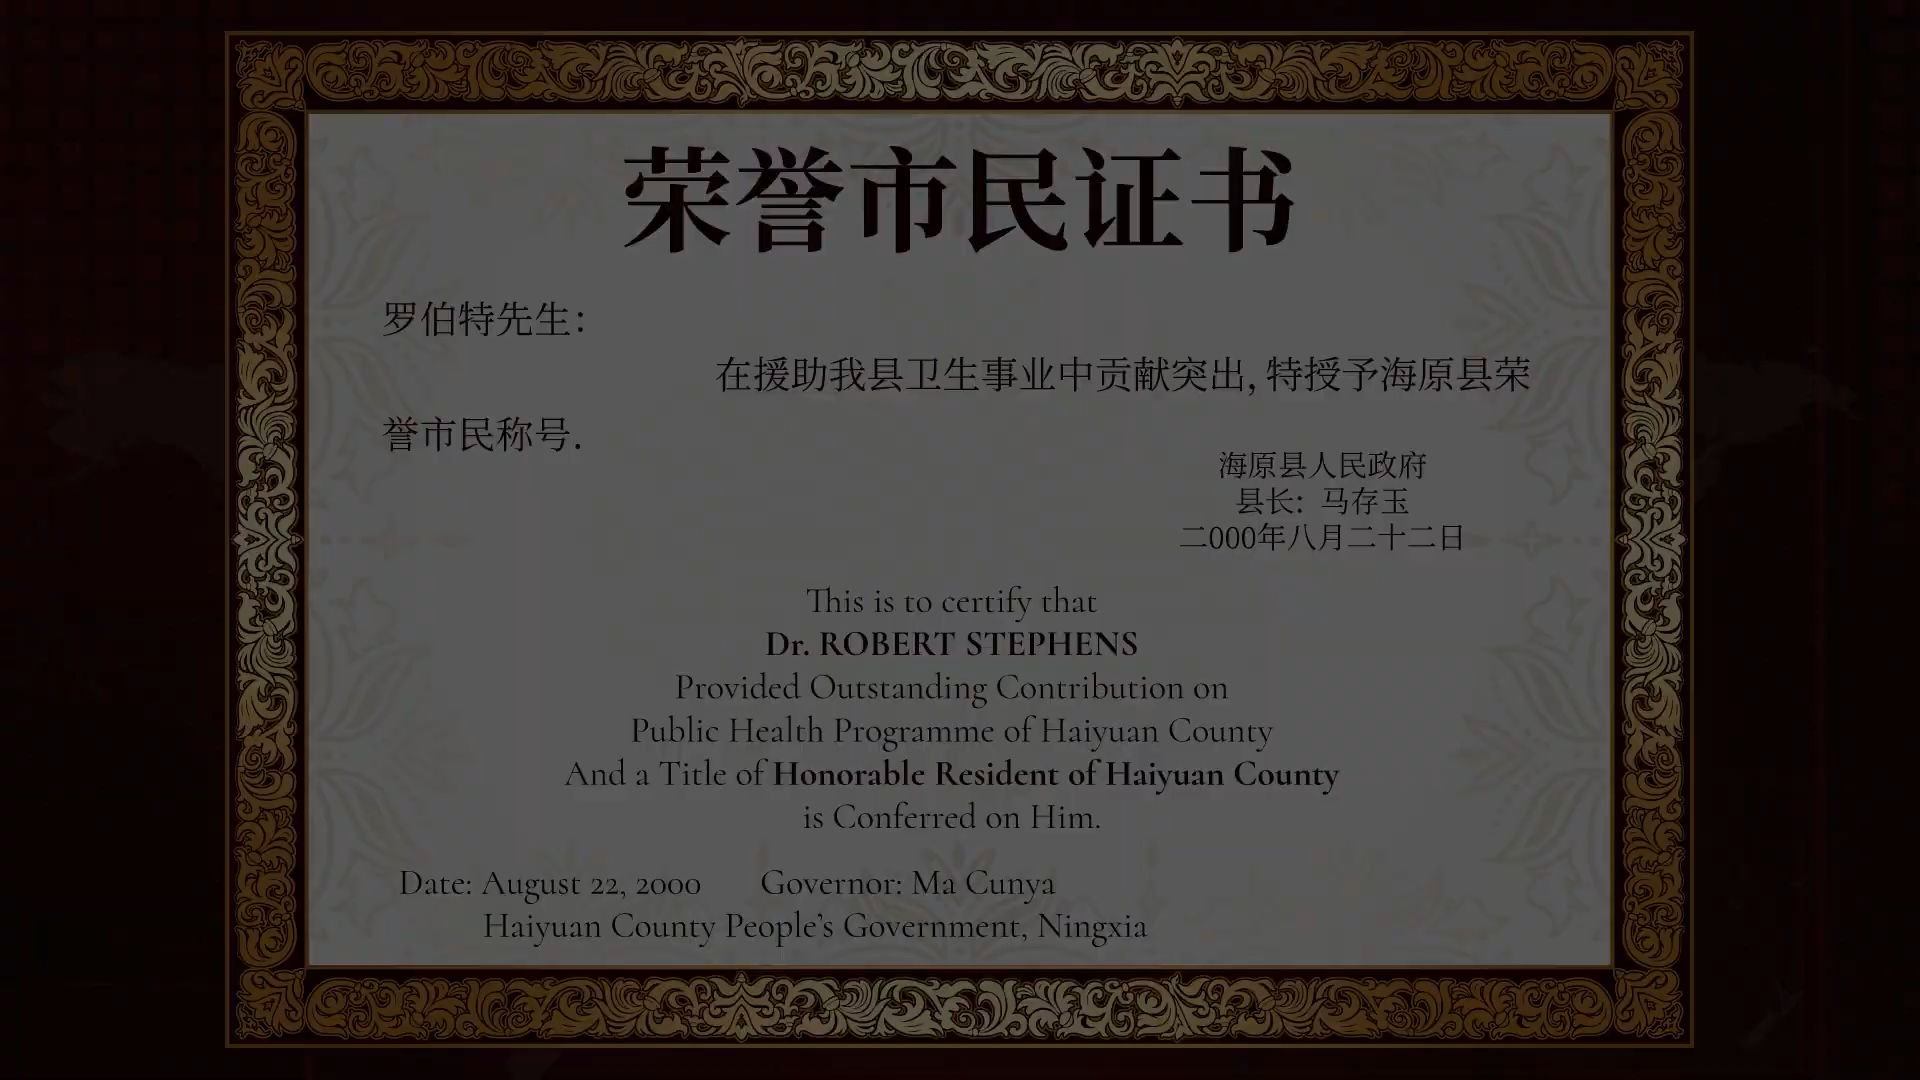 荣誉市民证书
罗伯特先生：
在援助我县卫生事业中贡献突出, 特授予海原县荣
誉市民称号.
海原县人民政府
县长: 马存玉
二000年八月二十二日
This is to certify that
Dr. ROBERT STEPHENS
Provided Outstanding Contribution on
Public Health Programme of Haiyuan County
And a Title of Honorable Resident of Haiyuan County
is Conferred on Him.
Date: August 22, 2000 Governor: Ma Cunya
Haiyuan County People’s Government, Ningxia